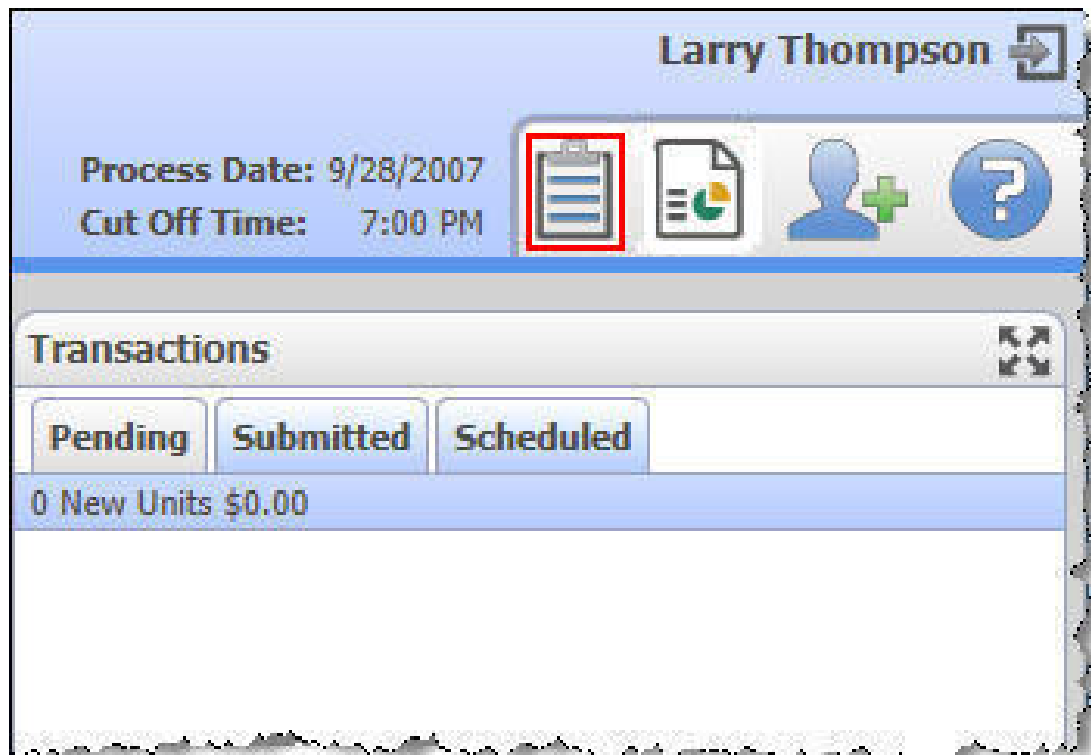 Larry Thompson
Process Date: 9/28/2007
Cut Off Time: 7:00 PM
Transactions
Pending Submitted Scheduled
0 New Units $0.00